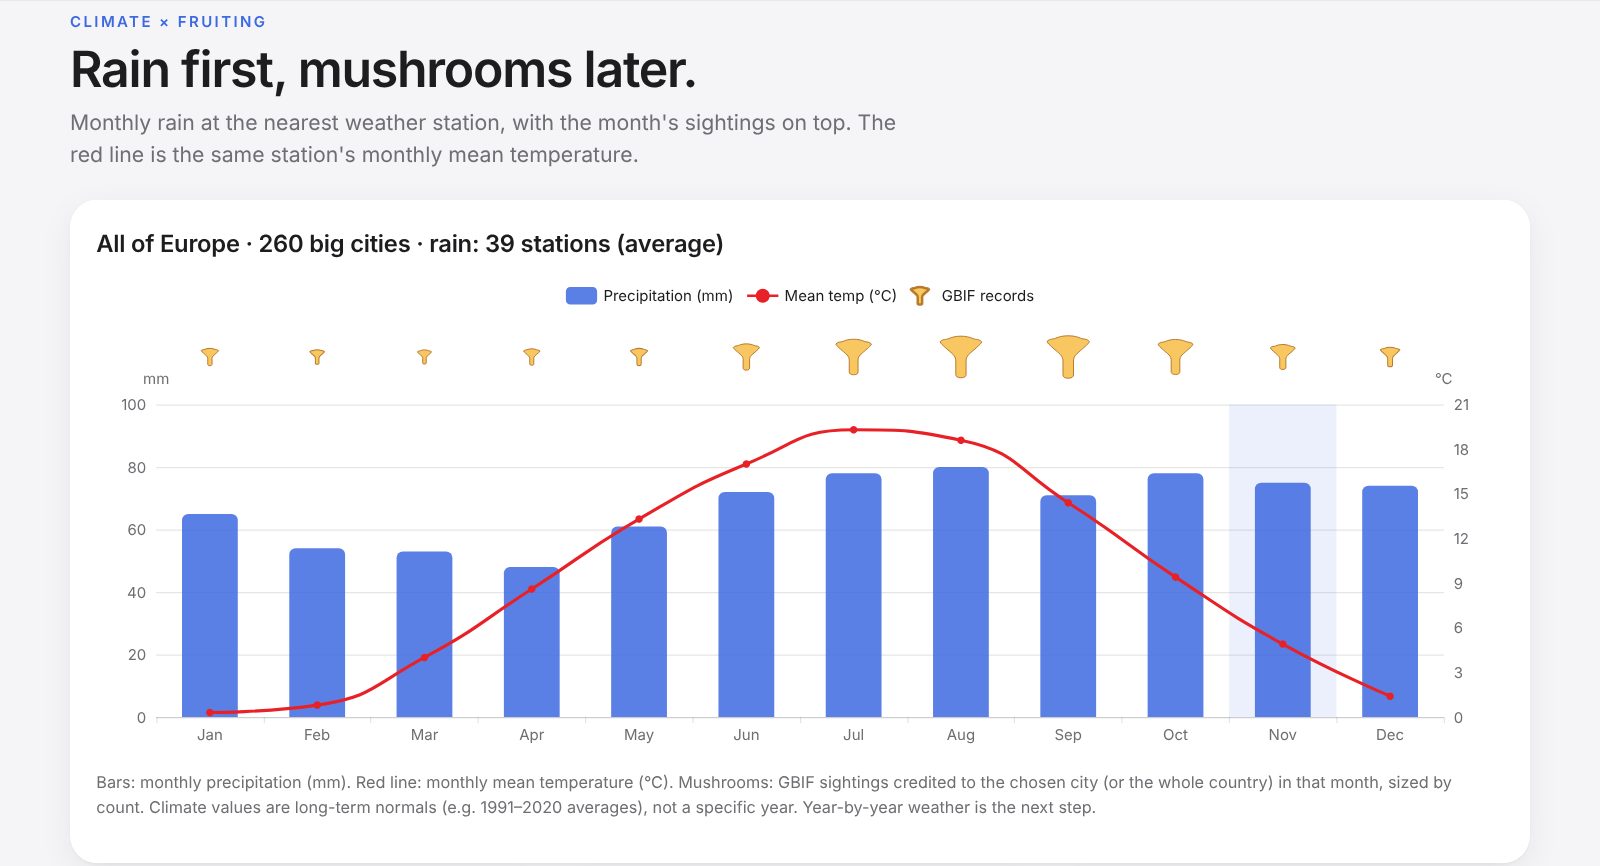 CLIMATE × FRUITING
Rain first, mushrooms later.
Monthly rain at the nearest weather station, with the month's sightings on top. The
red line is the same station's monthly mean temperature.
All of Europe · 260 big cities · rain: 39 stations (average)
Precipitation (mm) Mean temp (°C) GBIF records
mm °C
100 21
80 18
15
60 12
40 9
20 6
3
0 0
Jan Feb Mar Apr May Jun Jul Aug Sep Oct Nov Dec
Bars: monthly precipitation (mm). Red line: monthly mean temperature (°C). Mushrooms: GBIF sightings credited to the chosen city (or the whole country) in that month, sized by
count. Climate values are long-term normals (e.g. 1991–2020 averages), not a specific year. Year-by-year weather is the next step.